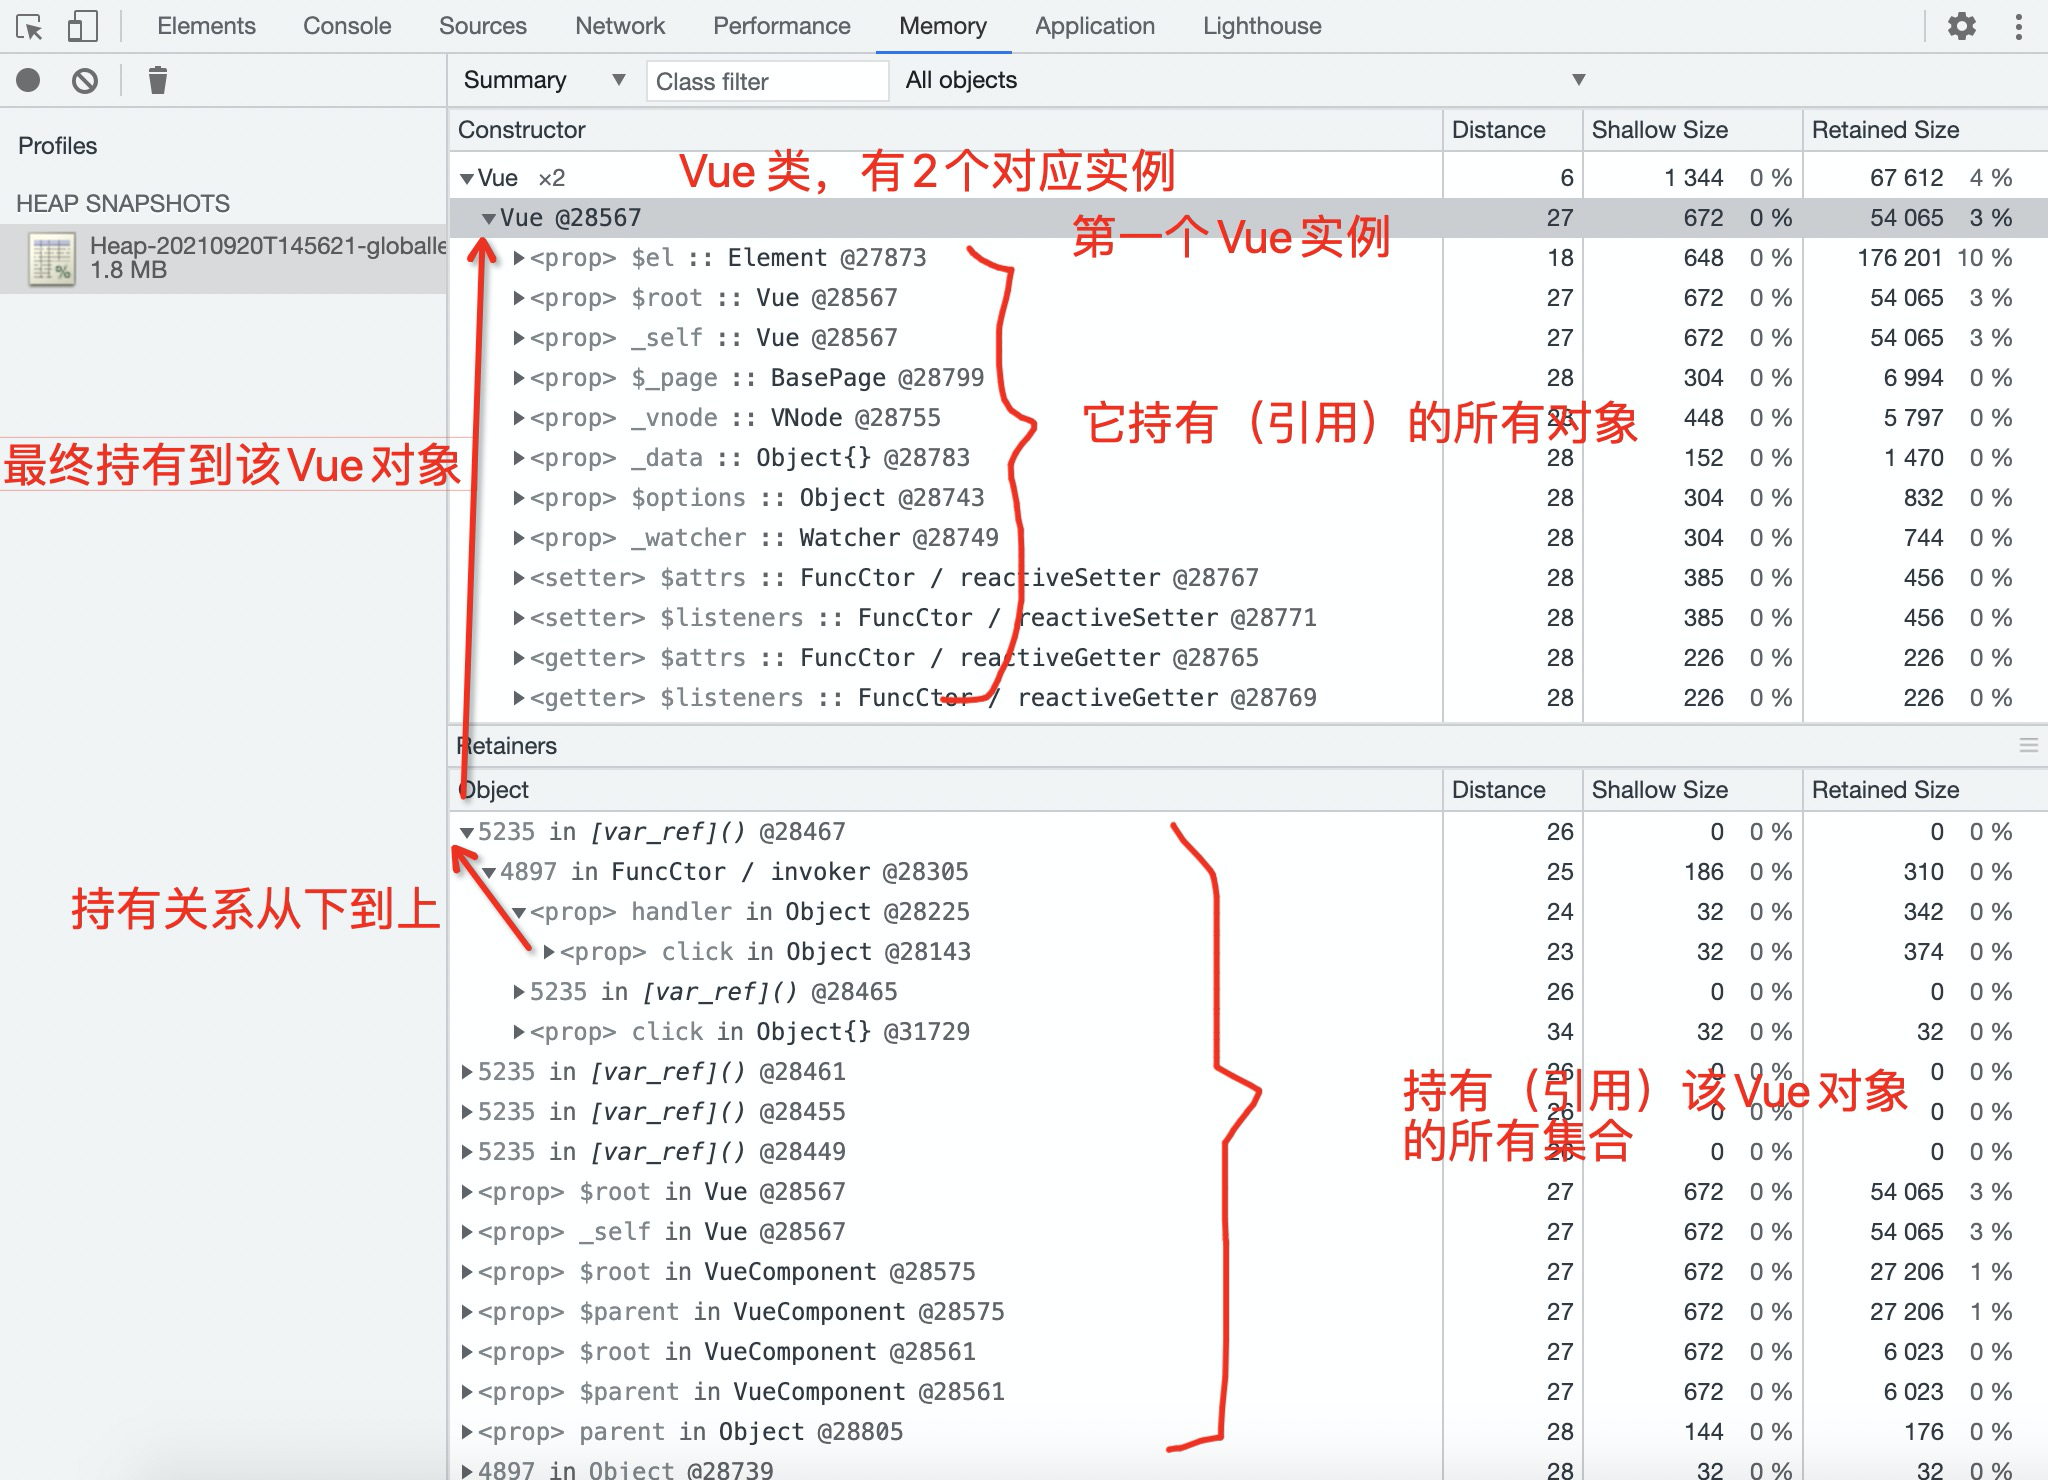 Elements Console Sources Network Performance Memory Application Lighthouse
Summary ▼ Class filter All objects ▼
Profiles
HEAP SNAPSHOTS
Heap-20210920T145621-globalle
1.8 MB
最终持有到该Vue对象
持有关系从下到上
Constructor Distance Shallow Size Retained Size
▼Vue ×2 6 1 344 0 % 67 612 4 %
Vue 类，有2个对应实例
▼Vue @28567 27 672 0 % 54 065 3 %
第一个Vue实例
▶<prop> $el :: Element @27873 18 648 0 % 176 201 10 %
▶<prop> $root :: Vue @28567 27 672 0 % 54 065 3 %
▶<prop> _self :: Vue @28567 27 672 0 % 54 065 3 %
▶<prop> $_page :: BasePage @28799 28 304 0 % 6 994 0 %
▶<prop> _vnode :: VNode @28755 448 0 % 5 797 0 %
它持有（引用）的所有对象
▶<prop> _data :: Object{} @28783 28 152 0 % 1 470 0 %
▶<prop> $options :: Object @28743 28 304 0 % 832 0 %
▶<prop> _watcher :: Watcher @28749 28 304 0 % 744 0 %
▶<setter> $attrs :: FuncCtor / reactiveSetter @28767 28 385 0 % 456 0 %
▶<setter> $listeners :: FuncCtor / reactiveSetter @28771 28 385 0 % 456 0 %
▶<getter> $attrs :: FuncCtor / reactiveGetter @28765 28 226 0 % 226 0 %
▶<getter> $listeners :: FuncCtor / reactiveGetter @28769 28 226 0 % 226 0 %
Retainers
Object Distance Shallow Size Retained Size
▼5235 in [var_ref]() @28467 26 0 0 % 0 0 %
▼4897 in FuncCtor / invoker @28305 25 186 0 % 310 0 %
▼<prop> handler in Object @28225 24 32 0 % 342 0 %
▶<prop> click in Object @28143 23 32 0 % 374 0 %
▶5235 in [var_ref]() @28465 26 0 0 % 0 0 %
▶<prop> click in Object{} @31729 34 32 0 % 32 0 %
▶5235 in [var_ref]() @28461 26 0 0 % 0 0 %
持有（引用）该Vue对象
▶5235 in [var_ref]() @28455 26 0 0 % 0 0 %
的所有集合
▶5235 in [var_ref]() @28449 0 0 % 0 0 %
▶<prop> $root in Vue @28567 27 672 0 % 54 065 3 %
▶<prop> _self in Vue @28567 27 672 0 % 54 065 3 %
▶<prop> $root in VueComponent @28575 27 672 0 % 27 206 1 %
▶<prop> $parent in VueComponent @28575 27 672 0 % 27 206 1 %
▶<prop> $root in VueComponent @28561 27 672 0 % 6 023 0 %
▶<prop> $parent in VueComponent @28561 27 672 0 % 6 023 0 %
▶<prop> parent in Object @28805 28 144 0 % 176 0 %
▶4897 in Object @28739 28 32 0 % 32 0 %